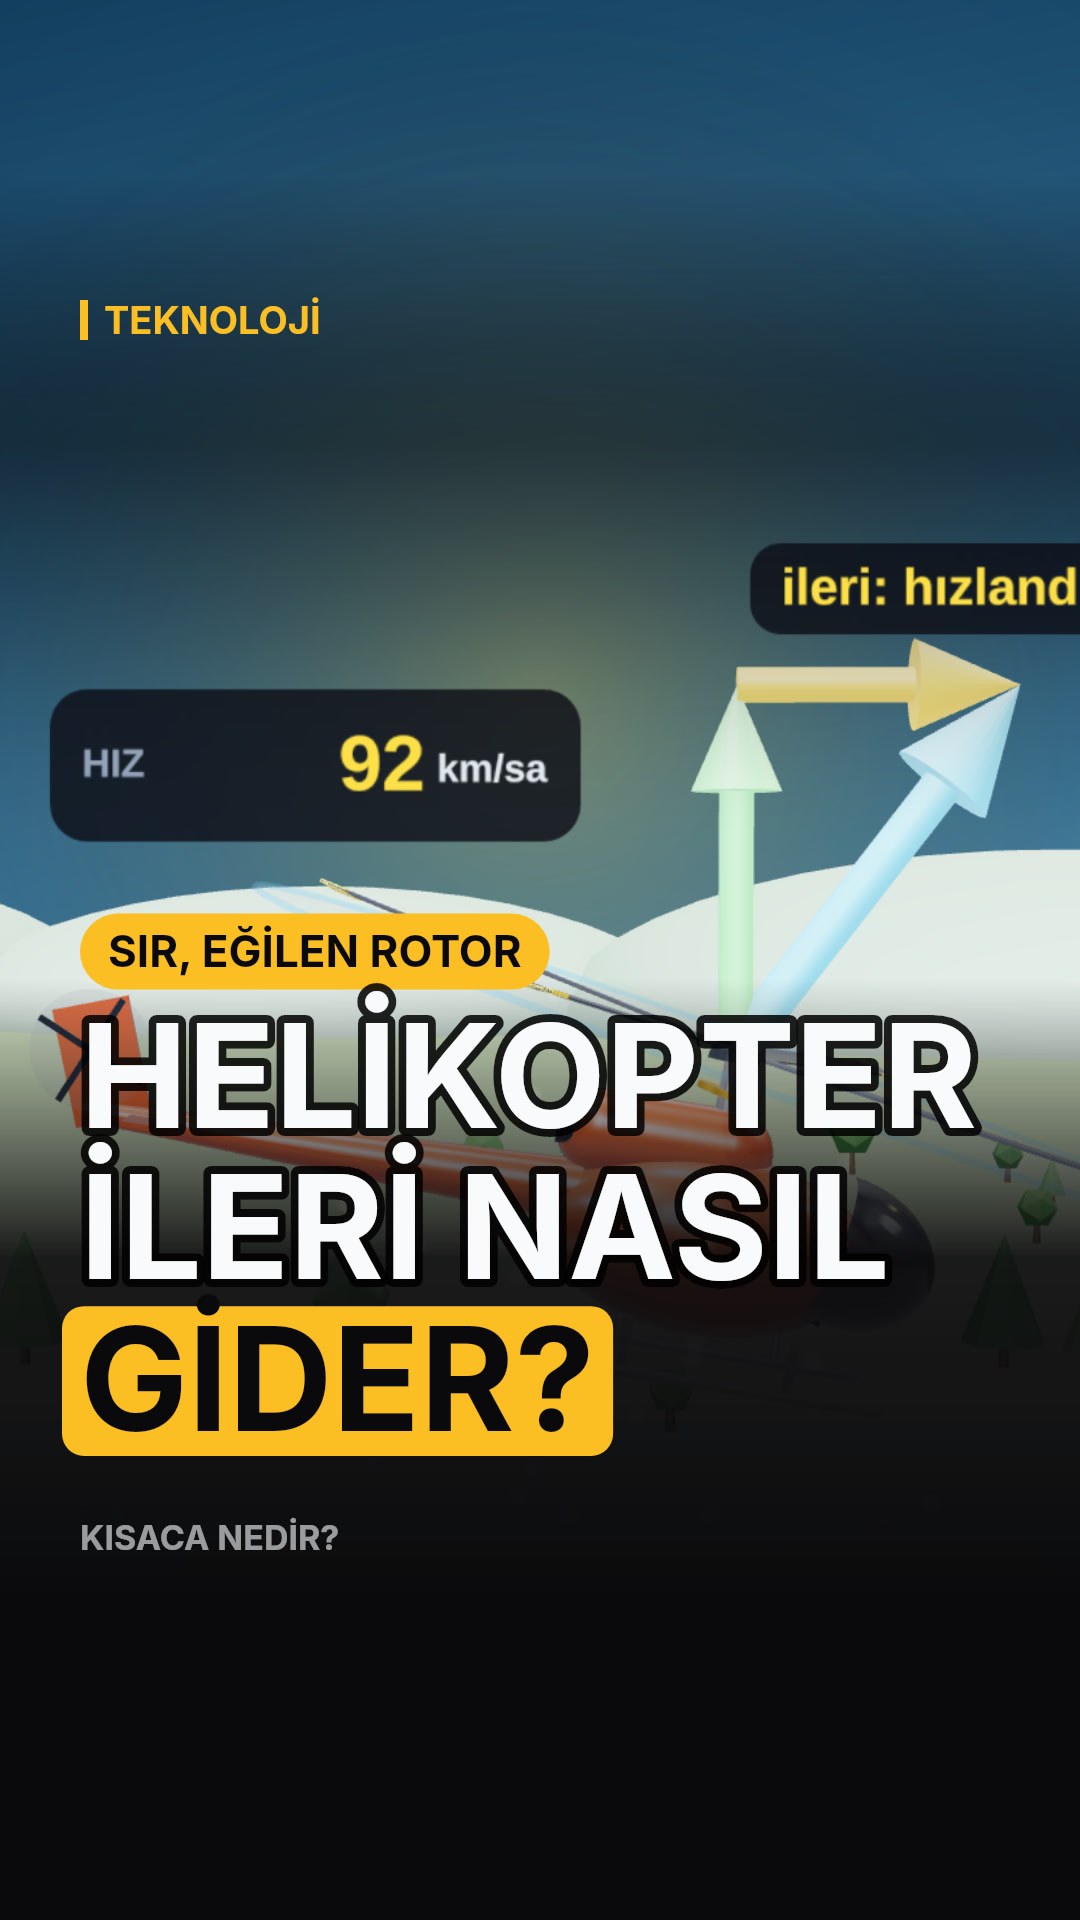 TEKNOLOJİ
ileri: hızland
HIZ 92 km/sa
SIR, EĞİLEN ROTOR
HELİKOPTER
İLERİ NASIL
GİDER?
KISACA NEDİR?